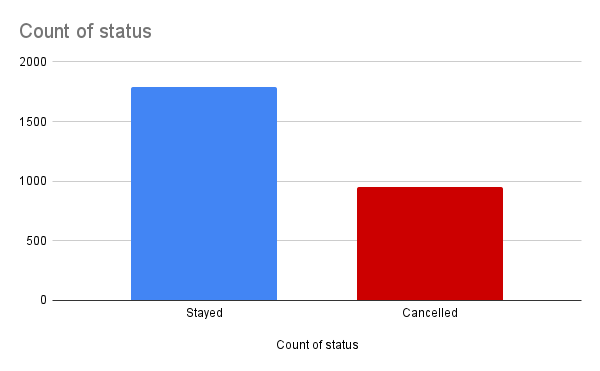 Count of status
2000
1500
1000
500
0
Stayed Cancelled
Count of status